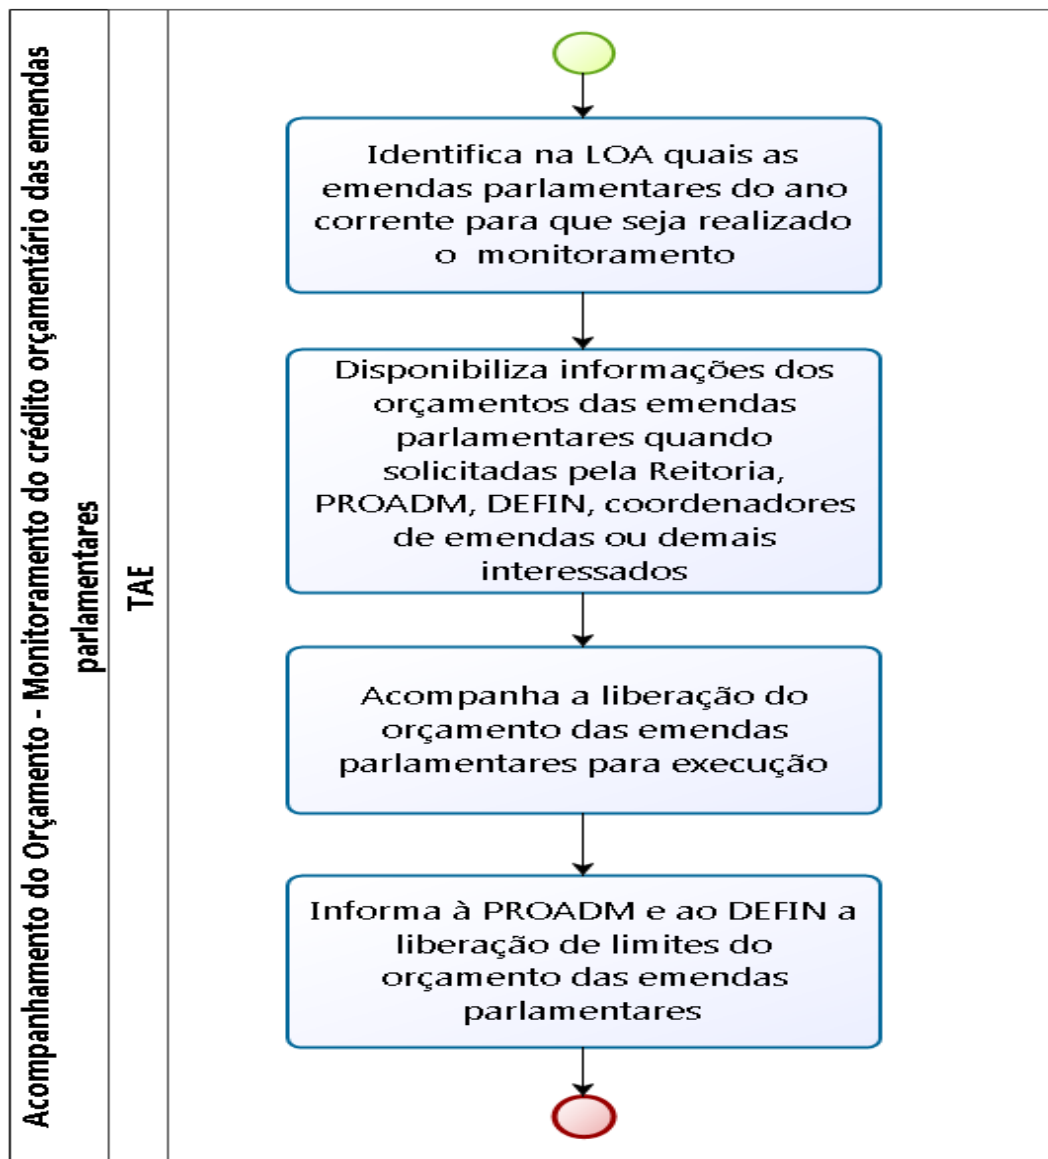 Acompanhamento do Orçamento - Monitoramento do crédito orçamentário das emendas
parlamentares
TAE
Identifica na LOA quais as
emendas parlamentares do ano
corrente para que seja realizado
o  monitoramento
Disponibiliza informações dos
orçamentos das emendas
parlamentares quando
solicitadas pela Reitoria,
PROADM, DEFIN, coordenadores
de emendas ou demais
interessados
Acompanha a liberação do
orçamento das emendas
parlamentares para execução
Informa à PROADM e ao DEFIN a
liberação de limites do
orçamento das emendas
parlamentares